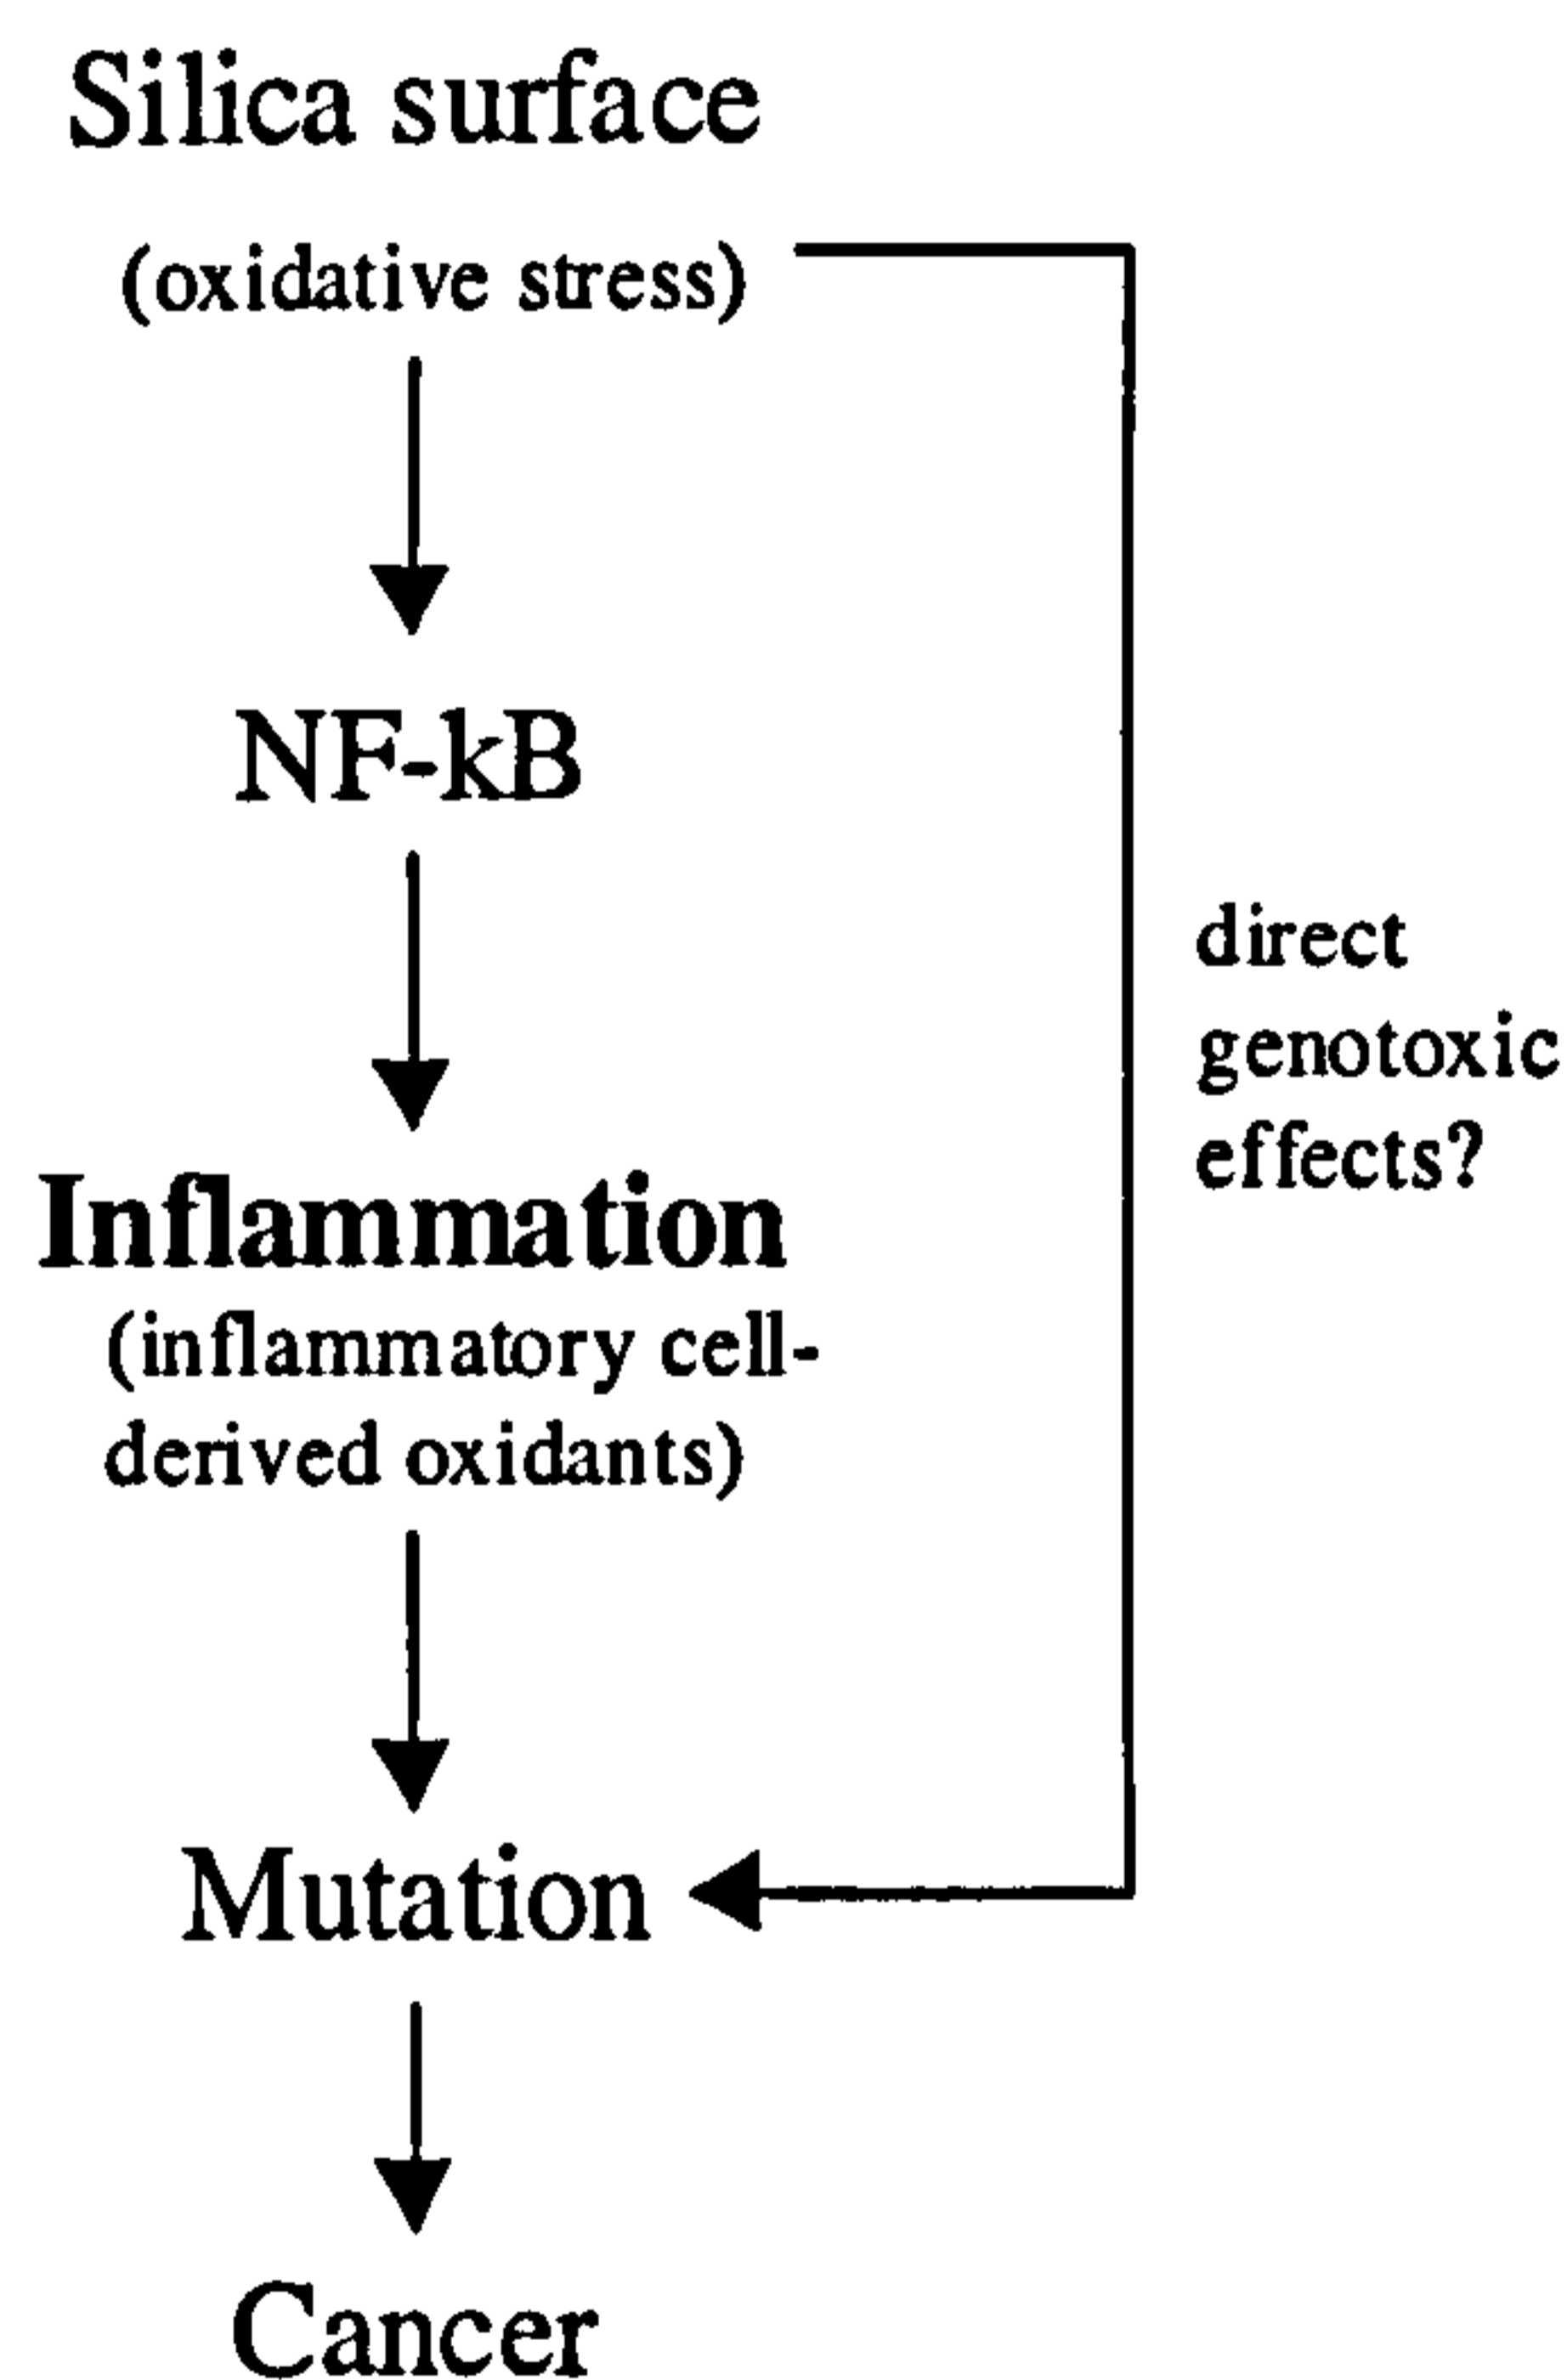 Silica surface
(oxidative stress)
NF-kB
direct
genotoxic
effects?
Inflammation
(inflammatory cell-
derived oxidants)
Mutation
Cancer